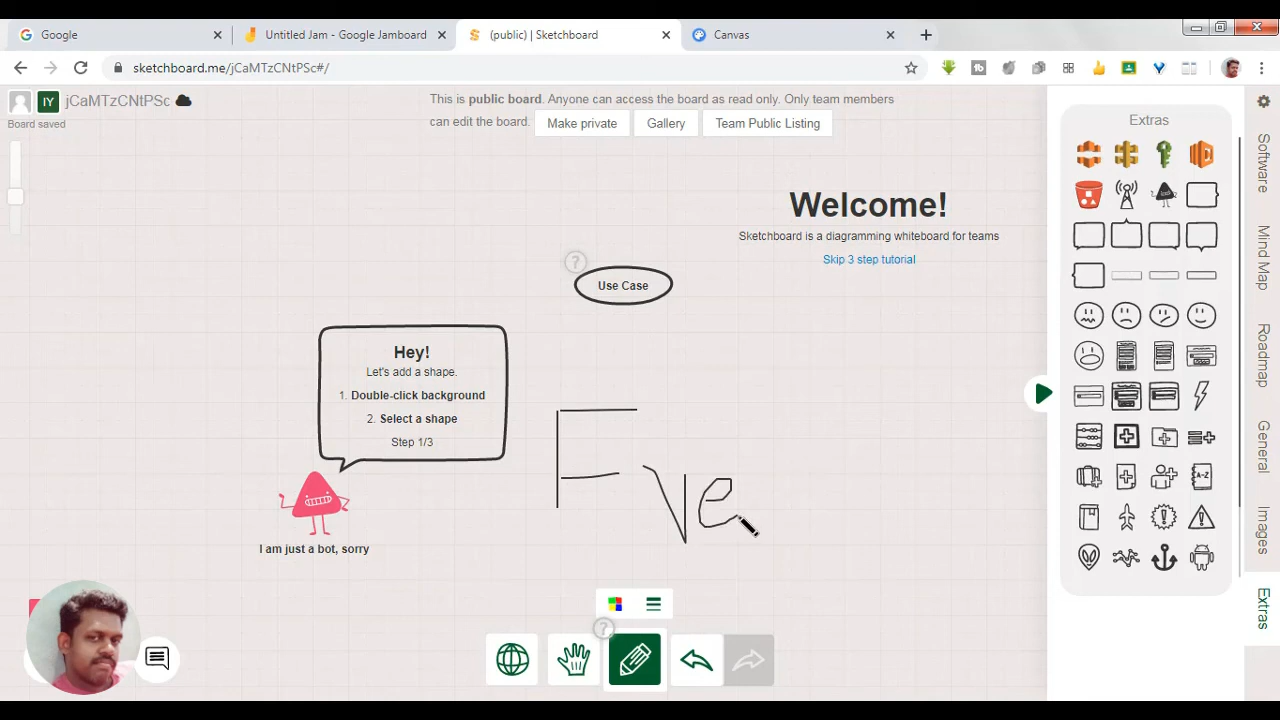 Google
Untitled Jam - Google Jamboard
(public) | Sketchboard
Canvas
sketchboard.me/jCaMTzCNtPSc#/
IY jCaMTzCNtPSc
Board saved
This is public board. Anyone can access the board as read only. Only team members
can edit the board. Make private Gallery Team Public Listing
Welcome!
Sketchboard is a diagramming whiteboard for teams
Skip 3 step tutorial
?
Use Case
Hey!
Let's add a shape.
1. Double-click background
2. Select a shape
Step 1/3
I am just a bot, sorry
?
Extras
A-Z
Software
Mind Map
Roadmap
General
Images
Extras